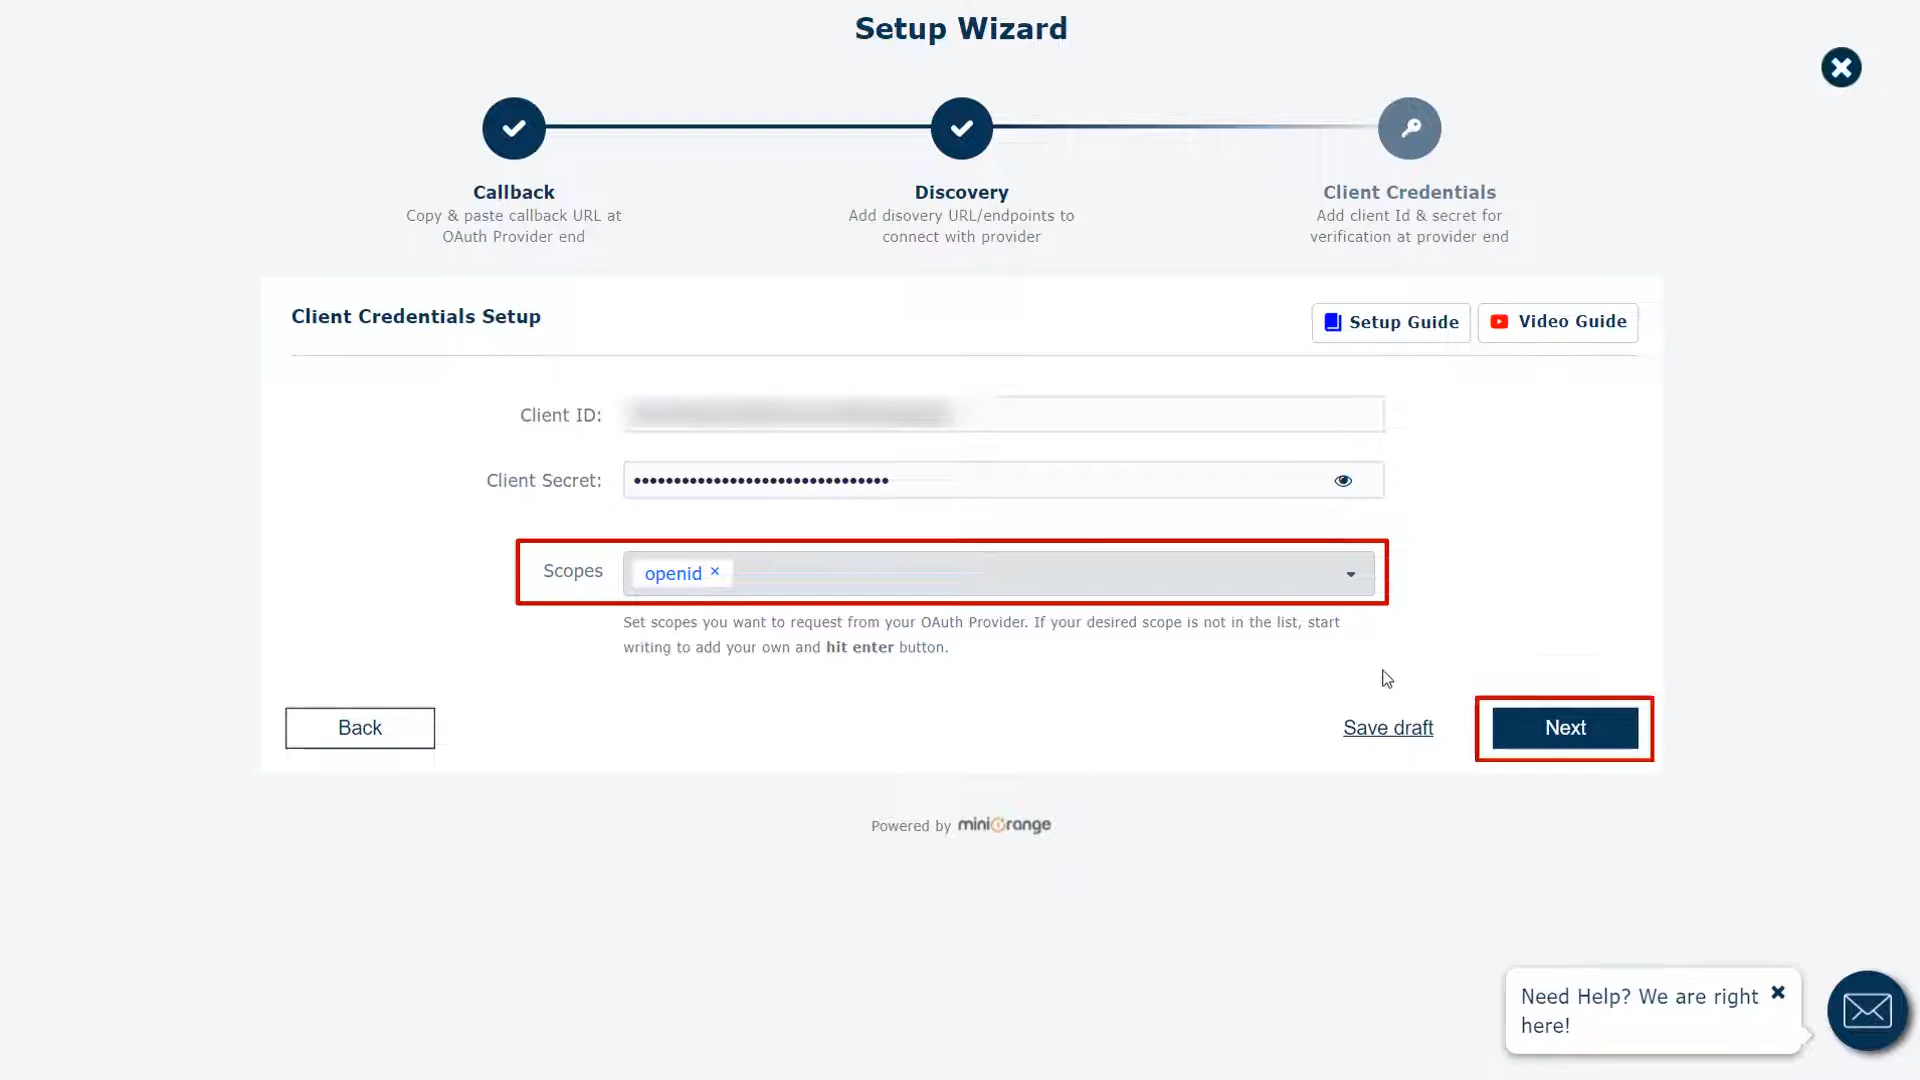 Setup Wizard
Callback
Copy & paste callback URL at
OAuth Provider end
Discovery
Add disovery URL/endpoints to
connect with provider
Client Credentials
Add client Id & secret for
verification at provider end
Client Credentials Setup
Setup Guide
Video Guide
Client ID:
Client Secret:
••••••••••••••••••••••••••••••••
Scopes
openid ×
Set scopes you want to request from your OAuth Provider. If your desired scope is not in the list, start
writing to add your own and hit enter button.
Back
Save draft
Next
Powered by miniOrange
Need Help? We are right
here!